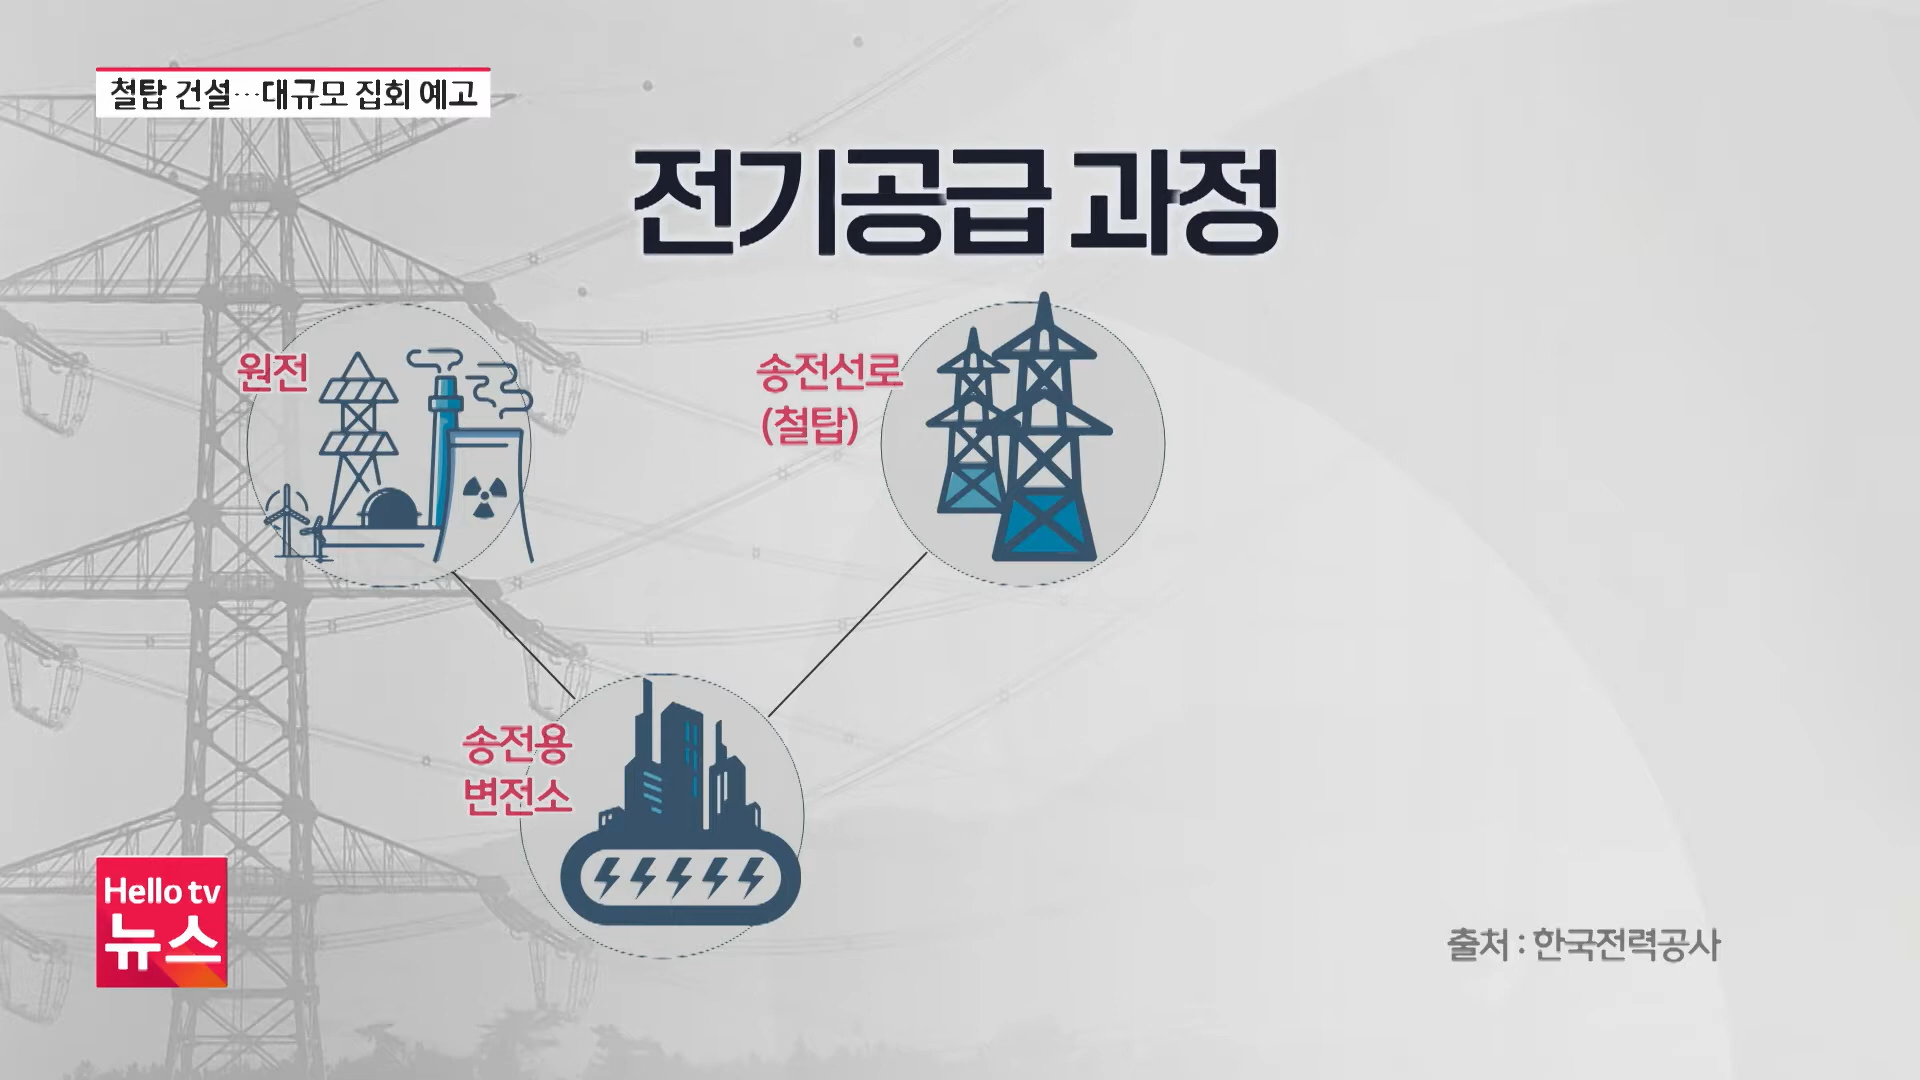 철탑 건설…대규모 집회 예고
전기공급 과정
원전
송전선로
(철탑)
송전용
변전소
Hello tv
뉴스
출처 : 한국전력공사